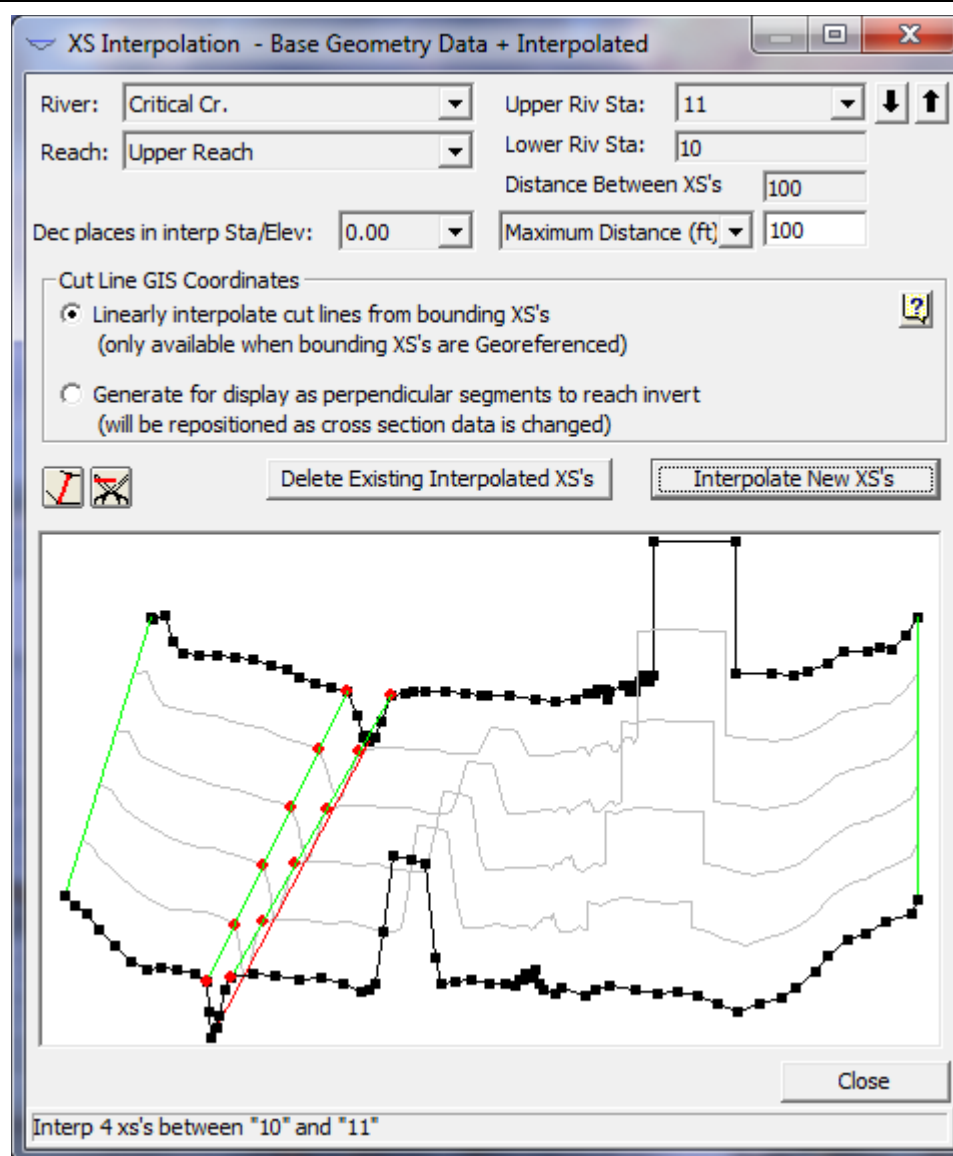 XS Interpolation - Base Geometry Data + Interpolated
River: Critical Cr.
Upper Riv Sta: 11
Reach: Upper Reach
Lower Riv Sta: 10
Distance Between XS's 100
Dec places in interp Sta/Elev: 0.00
Maximum Distance (ft) 100
Cut Line GIS Coordinates
Linearly interpolate cut lines from bounding XS's
(only available when bounding XS's are Georeferenced)
Generate for display as perpendicular segments to reach invert
(will be repositioned as cross section data is changed)
Delete Existing Interpolated XS's
Interpolate New XS's
Close
Interp 4 xs's between "10" and "11"